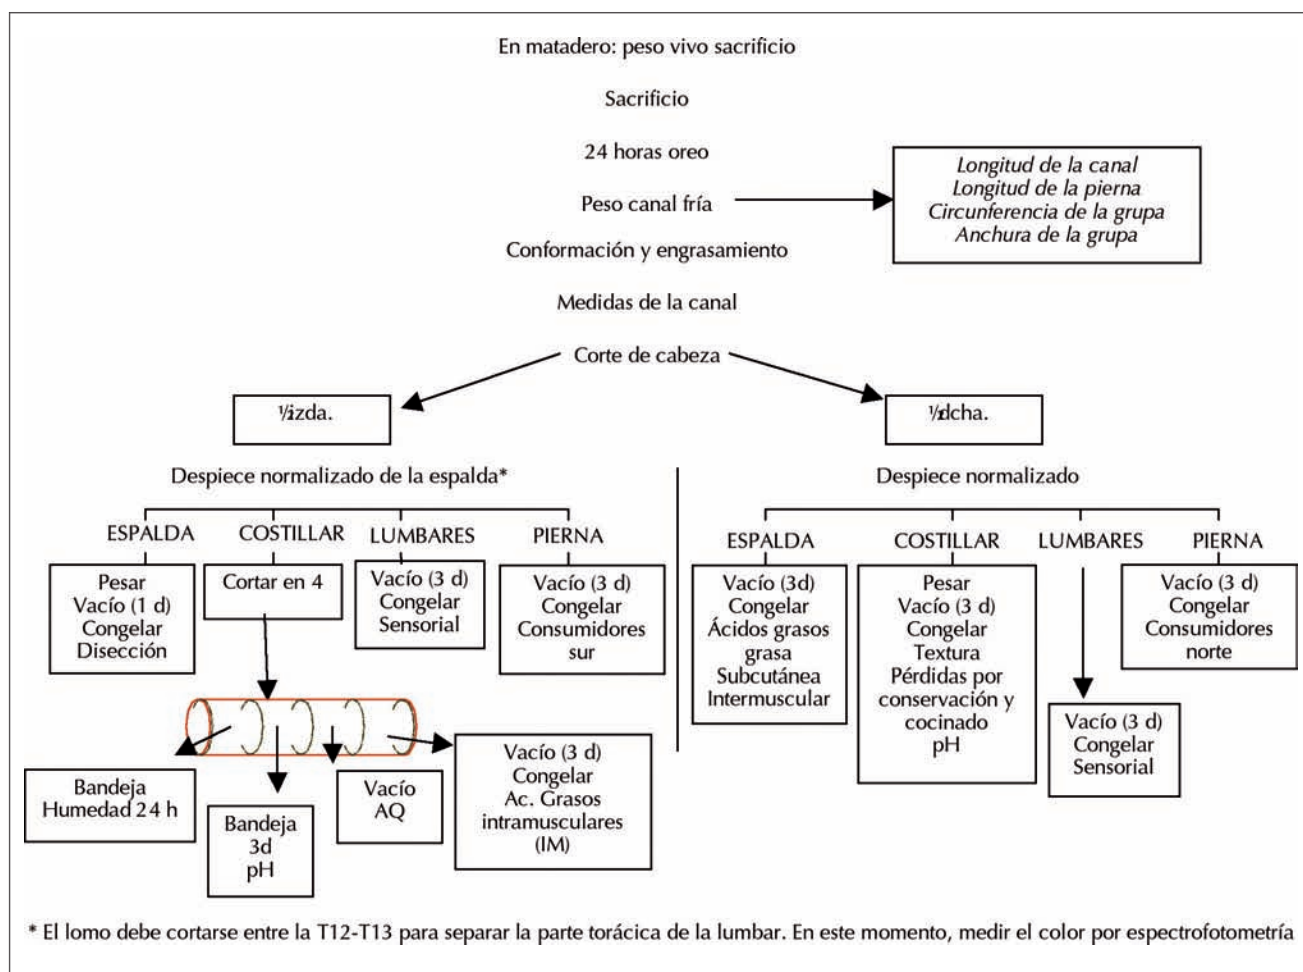 En matadero: peso vivo sacrificio
Sacrificio
24 horas oreo
Peso canal fría
Longitud de la canal
Longitud de la pierna
Circunferencia de la grupa
Anchura de la grupa
Conformación y engrasamiento
Medidas de la canal
Corte de cabeza
½izda.
½dcha.
Despiece normalizado de la espalda*
Despiece normalizado
ESPALDA
Pesar
Vacío (1 d)
Congelar
Disección
COSTILLAR
Cortar en 4
LUMBARES
Vacío (3 d)
Congelar
Sensorial
PIERNA
Vacío (3 d)
Congelar
Consumidores
sur
Bandeja
Humedad 24 h
Bandeja
3d
pH
Vacío
AQ
Vacío (3 d)
Congelar
Ac. Grasos
intramusculares
(IM)
ESPALDA
Vacío (3d)
Congelar
Ácidos grasos
grasa
Subcutánea
Intermuscular
COSTILLAR
Pesar
Vacío (3 d)
Congelar
Textura
Pérdidas por
conservación y
cocinado
pH
LUMBARES
Vacío (3 d)
Congelar
Sensorial
PIERNA
Vacío (3 d)
Congelar
Consumidores
norte
* El lomo debe cortarse entre la T12-T13 para separar la parte torácica de la lumbar. En este momento, medir el color por espectrofotometría